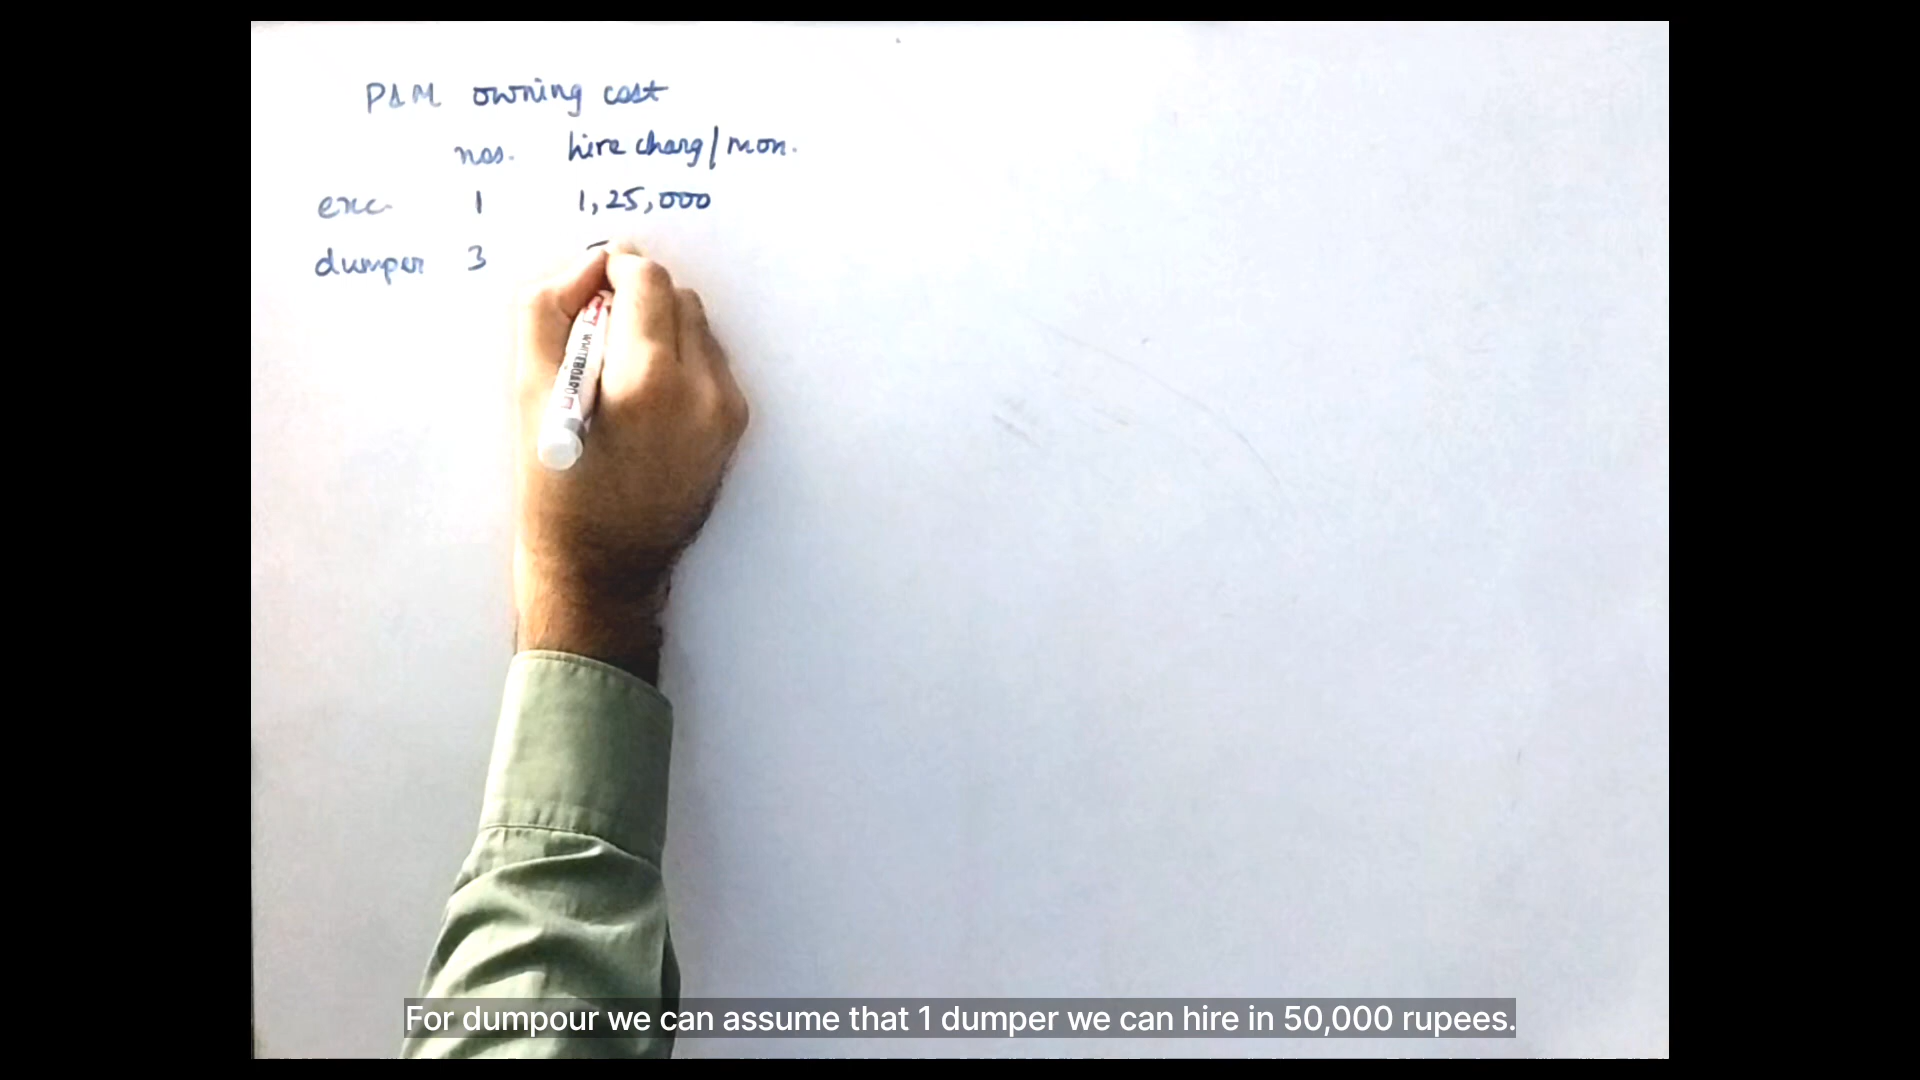 P&M owning cost
nos. hire charg/mon.
exc. 1 1,25,000
dumper 3
WHITEBOARD
For dumpour we can assume that 1 dumper we can hire in 50,000 rupees.